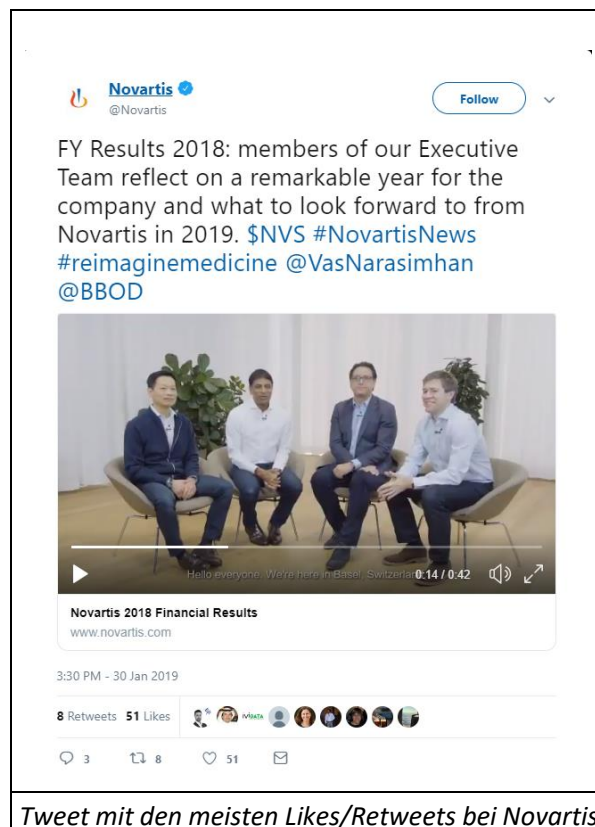 Novartis
@Novartis
Follow
FY Results 2018: members of our Executive
Team reflect on a remarkable year for the
company and what to look forward to from
Novartis in 2019. $NVS #NovartisNews
#reimaginemedicine @VasNarasimhan
@BBOD
Hello everyone. We're here in Basel, Switzerland
0:14 / 0:42
Novartis 2018 Financial Results
www.novartis.com
3:30 PM - 30 Jan 2019
8 Retweets 51 Likes
3 8 51
Tweet mit den meisten Likes/Retweets bei Novartis